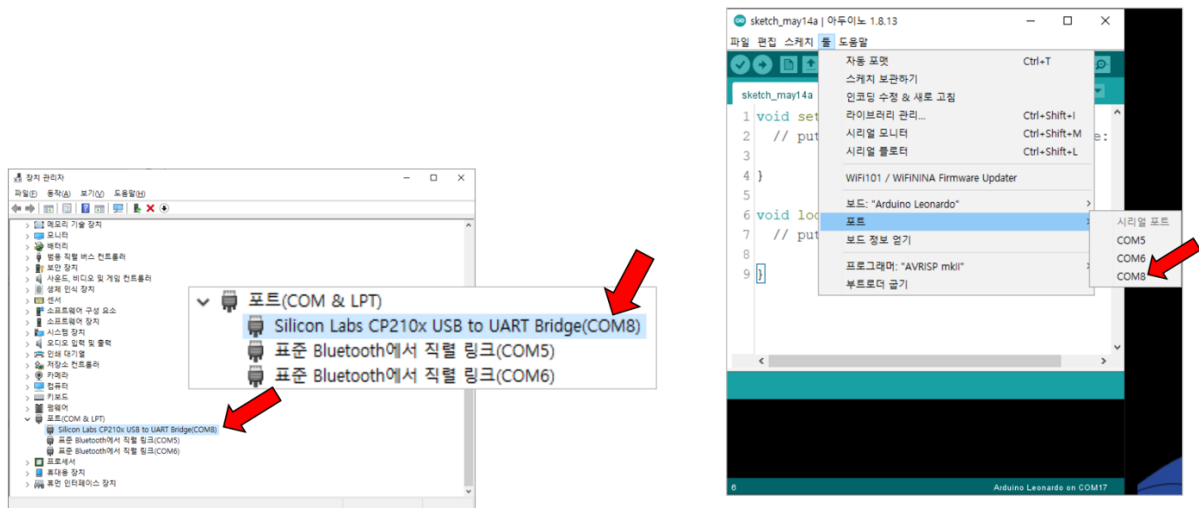 장치 관리자
파일(F) 동작(A) 보기(V) 도움말(H)
메모리 기술 장치
모니터
배터리
범용 직렬 버스 컨트롤러
보안 장치
사운드, 비디오 및 게임 컨트롤러
생체 인식 장치
센서
소프트웨어 구성 요소
소프트웨어 장치
시스템 장치
오디오 입력 및 출력
인쇄 대기열
저장소 컨트롤러
카메라
컴퓨터
키보드
펌웨어
포트(COM & LPT)
Silicon Labs CP210x USB to UART Bridge(COM8)
표준 Bluetooth에서 직렬 링크(COM5)
표준 Bluetooth에서 직렬 링크(COM6)
프로세서
휴대용 장치
휴먼 인터페이스 장치
포트(COM & LPT)
Silicon Labs CP210x USB to UART Bridge(COM8)
표준 Bluetooth에서 직렬 링크(COM5)
표준 Bluetooth에서 직렬 링크(COM6)
sketch_may14a | 아두이노 1.8.13
파일 편집 스케치 툴 도움말
sketch_may14a
1 void set
2 // put e:
3
4 }
5
6 void loo
7 // put
8
9 }
자동 포맷 Ctrl+T
스케치 보관하기
인코딩 수정 & 새로 고침
라이브러리 관리... Ctrl+Shift+I
시리얼 모니터 Ctrl+Shift+M
시리얼 플로터 Ctrl+Shift+L
WiFi101 / WiFiNINA Firmware Updater
보드: "Arduino Leonardo"
포트
보드 정보 얻기
프로그래머: "AVRISP mkII"
부트로더 굽기
시리얼 포트
COM5
COM6
COM8
6 Arduino Leonardo on COM17